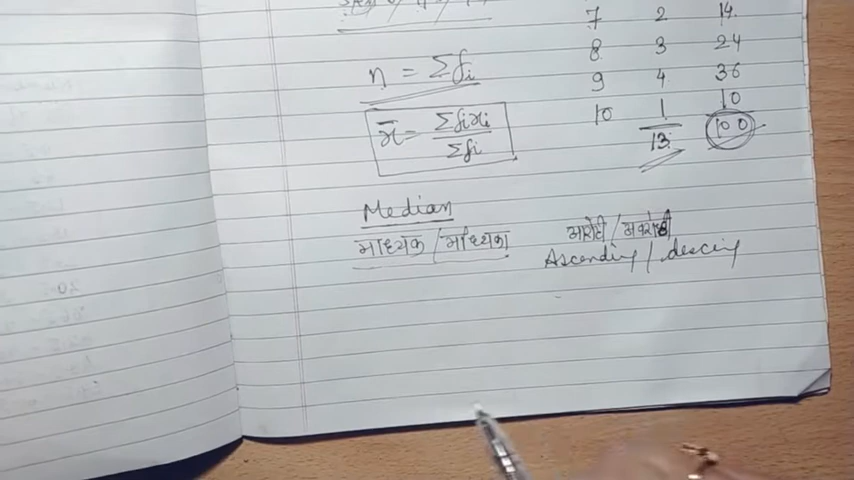 7 2 14
8 3 24
n = Σfi
9 4 36
10 1 10
x̄ = Σfixi / Σfi
13 100
Median
माध्यक / माध्यिका
आरोही / अवरोही
Ascending / descing